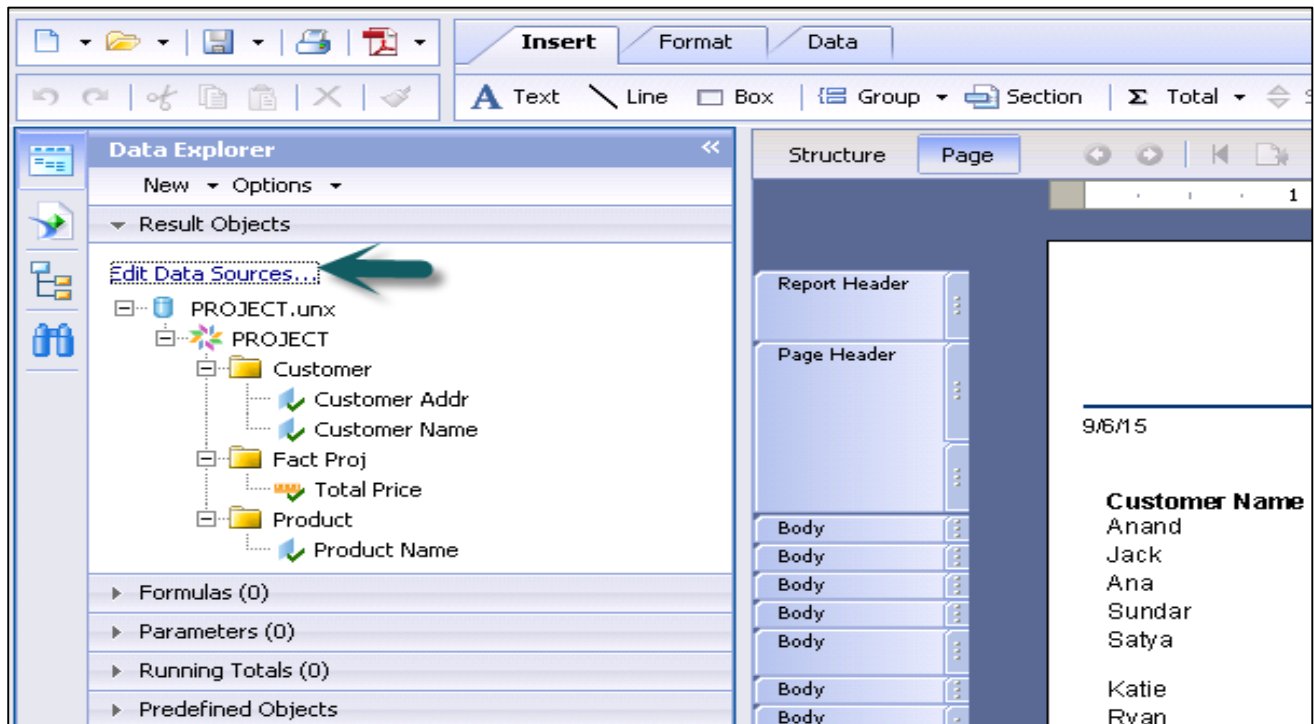 Insert Format Data
A Text Line Box Group Section Σ Total
Data Explorer
New Options
Result Objects
Edit Data Sources...
PROJECT.unx
PROJECT
Customer
Customer Addr
Customer Name
Fact Proj
Total Price
Product
Product Name
Formulas (0)
Parameters (0)
Running Totals (0)
Predefined Objects
Structure Page
1
Report Header
Page Header
9/6/15
Customer Name
Body
Anand
Body
Jack
Body
Ana
Body
Sundar
Body
Satya
Body
Katie
Body
Ryan